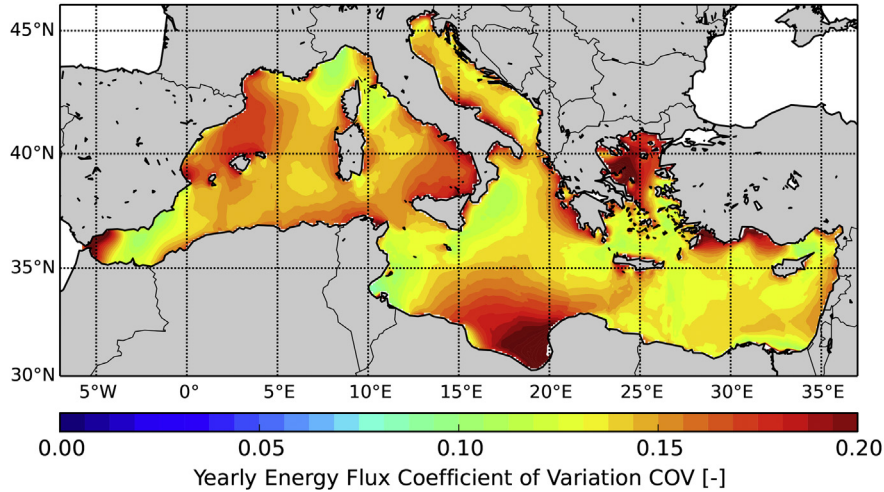 45°N
40°N
35°N
30°N
5°W 0° 5°E 10°E 15°E 20°E 25°E 30°E 35°E
0.00 0.05 0.10 0.15 0.20
Yearly Energy Flux Coefficient of Variation COV [-]